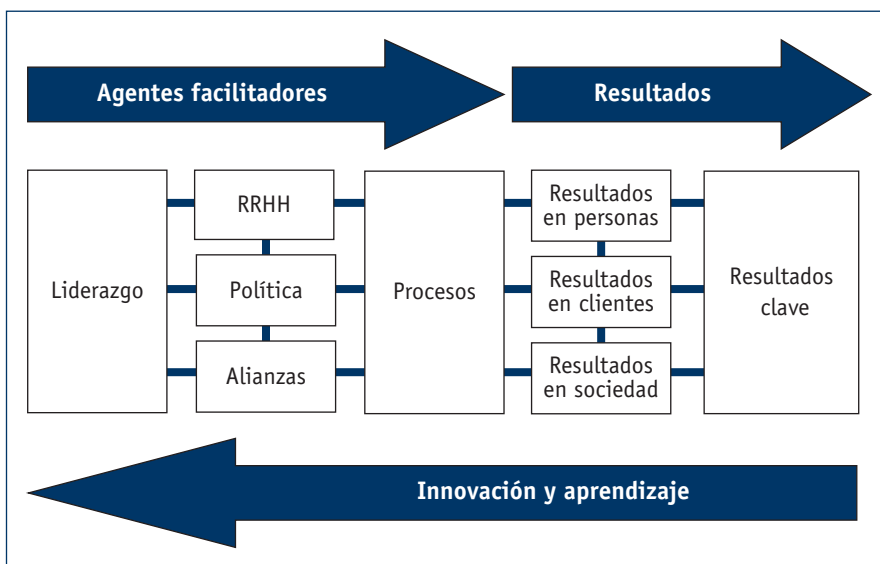 Agentes facilitadores
Resultados
Liderazgo
RRHH
Política
Alianzas
Procesos
Resultados
en personas
Resultados
en clientes
Resultados
en sociedad
Resultados
clave
Innovación y aprendizaje